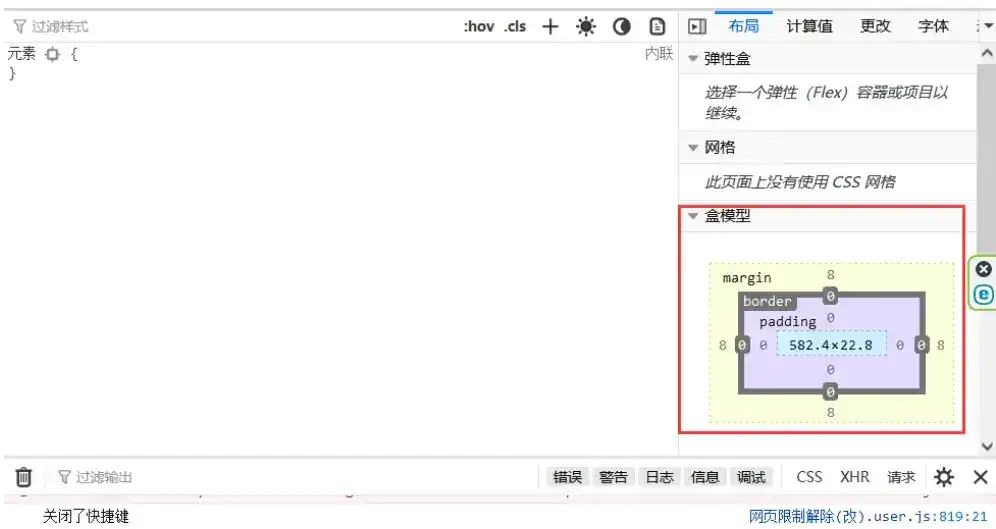 过滤样式 :hov .cls 布局 计算值 更改 字体
元素 { 内联
}
弹性盒
选择一个弹性（Flex）容器或项目以
继续。
网格
此页面上没有使用 CSS 网格
盒模型
margin 8
border 0
padding 0
8 0 0 582.4×22.8 0 0 8
0
0
8
过滤输出 错误 警告 日志 信息 调试 CSS XHR 请求
关闭了快捷键 网页限制解除(改).user.js:819:21